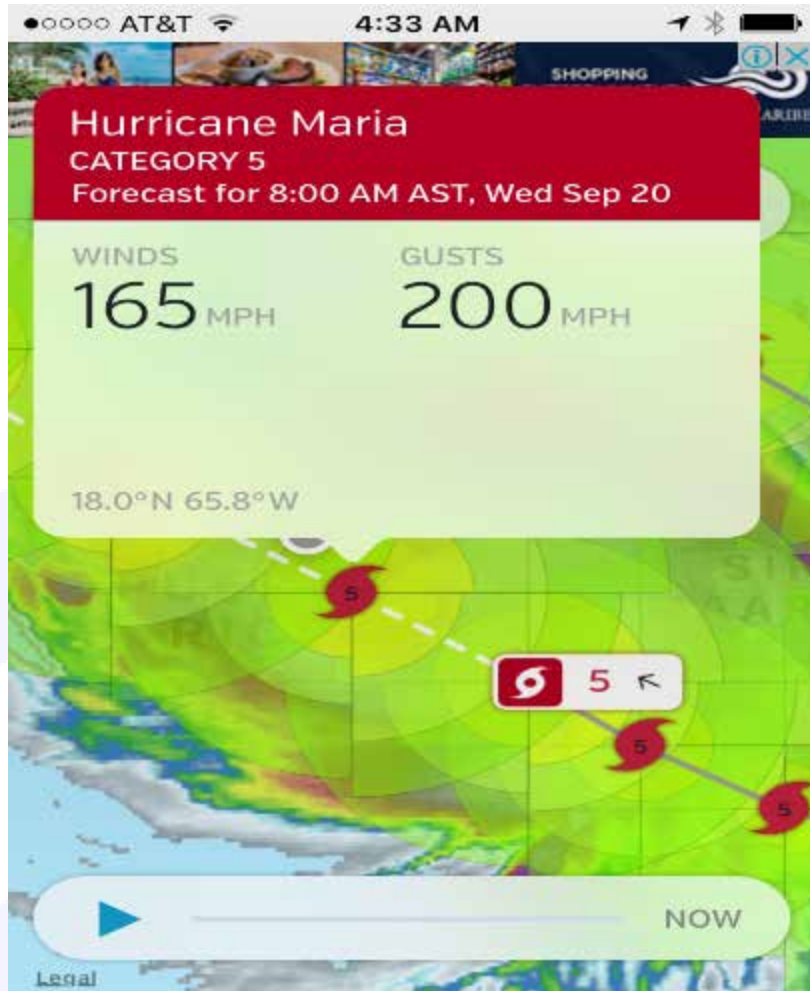 AT&T 4:33 AM
SHOPPING
CARIBE
Hurricane Maria
CATEGORY 5
Forecast for 8:00 AM AST, Wed Sep 20
WINDS GUSTS
165 MPH 200 MPH
18.0°N 65.8°W
5
5
5
5
NOW
Legal